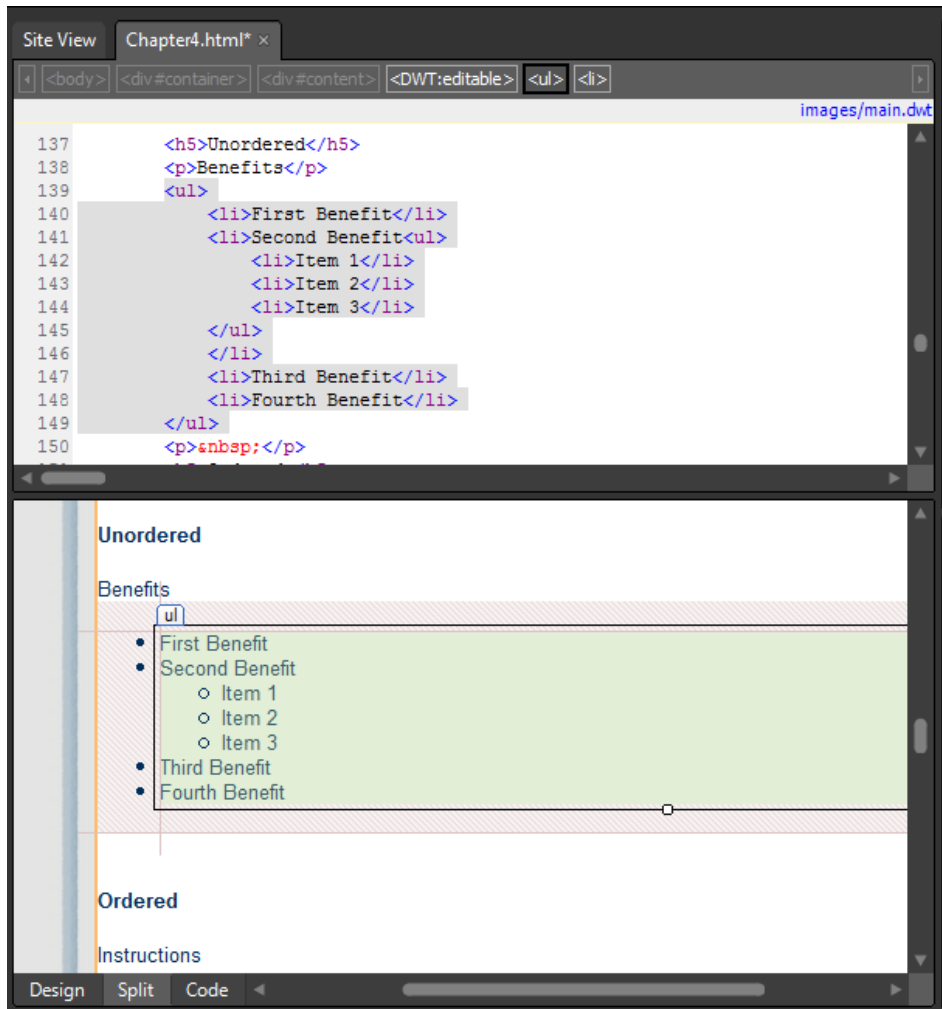 Site View Chapter4.html* ×
<body> <div#container> <div#content> <DWT:editable> <ul> <li>
images/main.dwt
137 <h5>Unordered</h5>
138 <p>Benefits</p>
139 <ul>
140 <li>First Benefit</li>
141 <li>Second Benefit<ul>
142 <li>Item 1</li>
143 <li>Item 2</li>
144 <li>Item 3</li>
145 </ul>
146 </li>
147 <li>Third Benefit</li>
148 <li>Fourth Benefit</li>
149 </ul>
150 <p>&nbsp;</p>
Unordered
Benefits
ul
First Benefit
Second Benefit
Item 1
Item 2
Item 3
Third Benefit
Fourth Benefit
Ordered
Instructions
Design Split Code